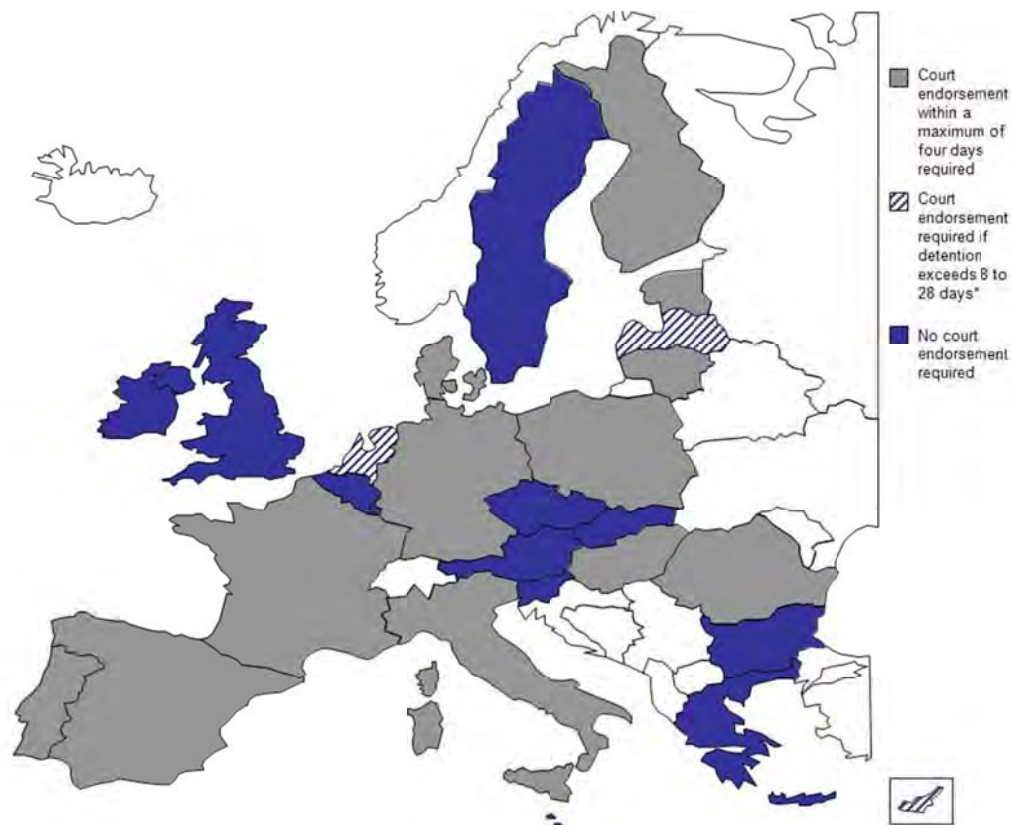 Court
endorsement
within a
maximum of
four days
required
Court
endorsement
required if
detention
exceeds 8 to
28 days*
No court
endorsement
required